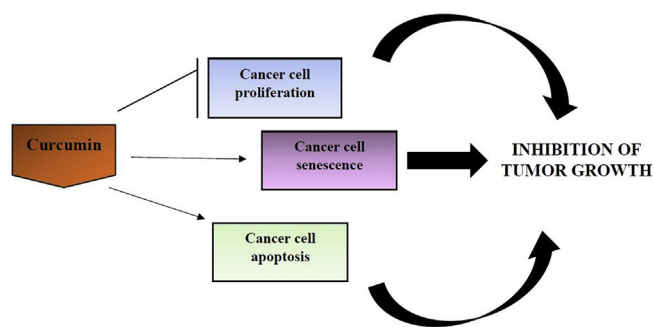 Cancer cell
proliferation
Curcumin
Cancer cell
senescence
INHIBITION OF
TUMOR GROWTH
Cancer cell
apoptosis